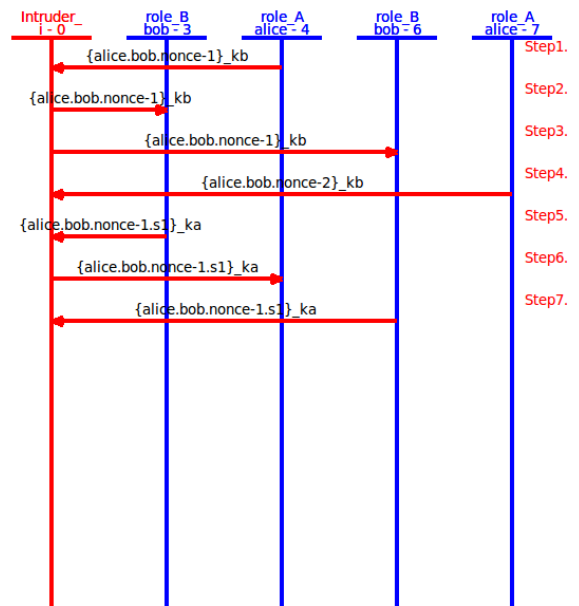 Intruder_ role_B role_A role_B role_A
i - 0 bob - 3 alice - 4 bob - 6 alice - 7
Step1.
{alice.bob.nonce-1}_kb
Step2.
{alice.bob.nonce-1}_kb
Step3.
{alice.bob.nonce-1}_kb
Step4.
{alice.bob.nonce-2}_kb
Step5.
{alice.bob.nonce-1.s1}_ka
Step6.
{alice.bob.nonce-1.s1}_ka
Step7.
{alice.bob.nonce-1.s1}_ka